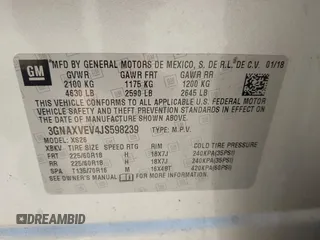 GM
MFD BY GENERAL MOTORS DE MEXICO, S. DE R.L. DE C.V. 01/18
GVWR GAWR FRT GAWR RR
2100 KG 1175 KG 1200 KG
4630 LB 2590 LB 2645 LB
THIS VEHICLE CONFORMS TO ALL APPLICABLE U.S. FEDERAL
MOTOR VEHICLE SAFETY, BUMPER, AND THEFT PREVENTION
STANDARDS IN EFFECT ON THE DATE OF MANUFACTURE
SHOWN ABOVE.
3GNAXVEV4JS598239 TYPE: M.P.V.
MODEL: XS26
XBKV TIRE SIZE SPEED RTG RIM COLD TIRE PRESSURE
FRT 225/60R18 H 18X7J 240KPA(35PSI)
RR 225/60R18 H 18X7J 240KPA(35PSI)
SPA T135/70R16 M 16X4BT 420KPA(60PSI)
SEE OWNER'S MANUAL FOR ADDITIONAL INFORMATION.
DREAMBID